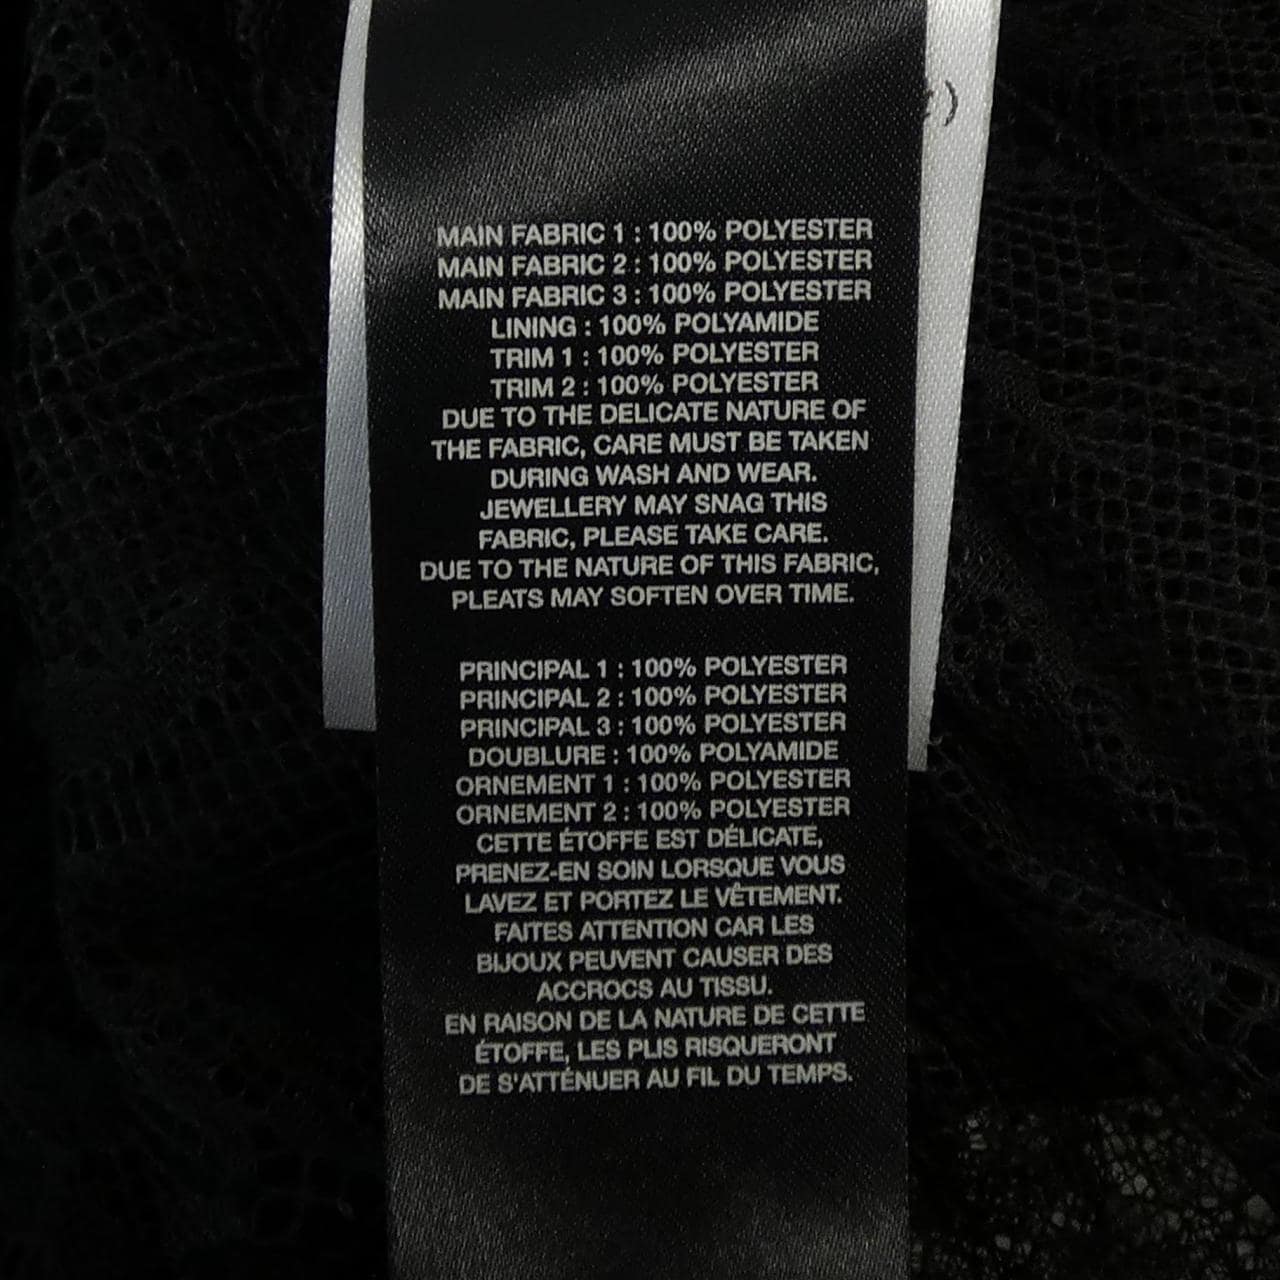 MAIN FABRIC 1 : 100% POLYESTER
MAIN FABRIC 2 : 100% POLYESTER
MAIN FABRIC 3 : 100% POLYESTER
LINING : 100% POLYAMIDE
TRIM 1 : 100% POLYESTER
TRIM 2 : 100% POLYESTER
DUE TO THE DELICATE NATURE OF
THE FABRIC, CARE MUST BE TAKEN
DURING WASH AND WEAR.
JEWELLERY MAY SNAG THIS
FABRIC, PLEASE TAKE CARE.
DUE TO THE NATURE OF THIS FABRIC,
PLEATS MAY SOFTEN OVER TIME.
PRINCIPAL 1 : 100% POLYESTER
PRINCIPAL 2 : 100% POLYESTER
PRINCIPAL 3 : 100% POLYESTER
DOUBLURE : 100% POLYAMIDE
ORNEMENT 1 : 100% POLYESTER
ORNEMENT 2 : 100% POLYESTER
CETTE ÉTOFFE EST DÉLICATE,
PRENEZ-EN SOIN LORSQUE VOUS
LAVEZ ET PORTEZ LE VÊTEMENT.
FAITES ATTENTION CAR LES
BIJOUX PEUVENT CAUSER DES
ACCROCS AU TISSU.
EN RAISON DE LA NATURE DE CETTE
ÉTOFFE, LES PLIS RISQUERONT
DE S'ATTÉNUER AU FIL DU TEMPS.